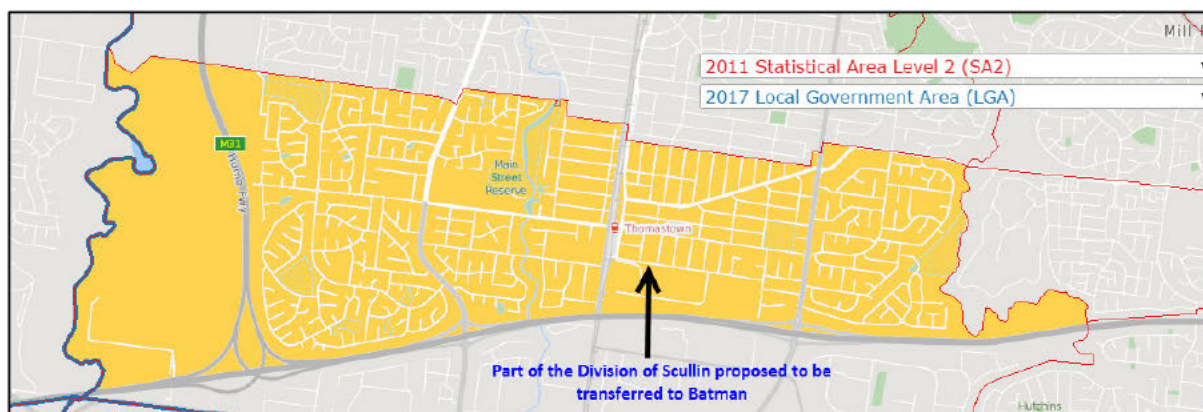 Mill
2011 Statistical Area Level 2 (SA2)
2017 Local Government Area (LGA)
M31
Hume Fwy
Main
Street
Reserve
Thomastown
Part of the Division of Scullin proposed to be
transferred to Batman
Hutchins